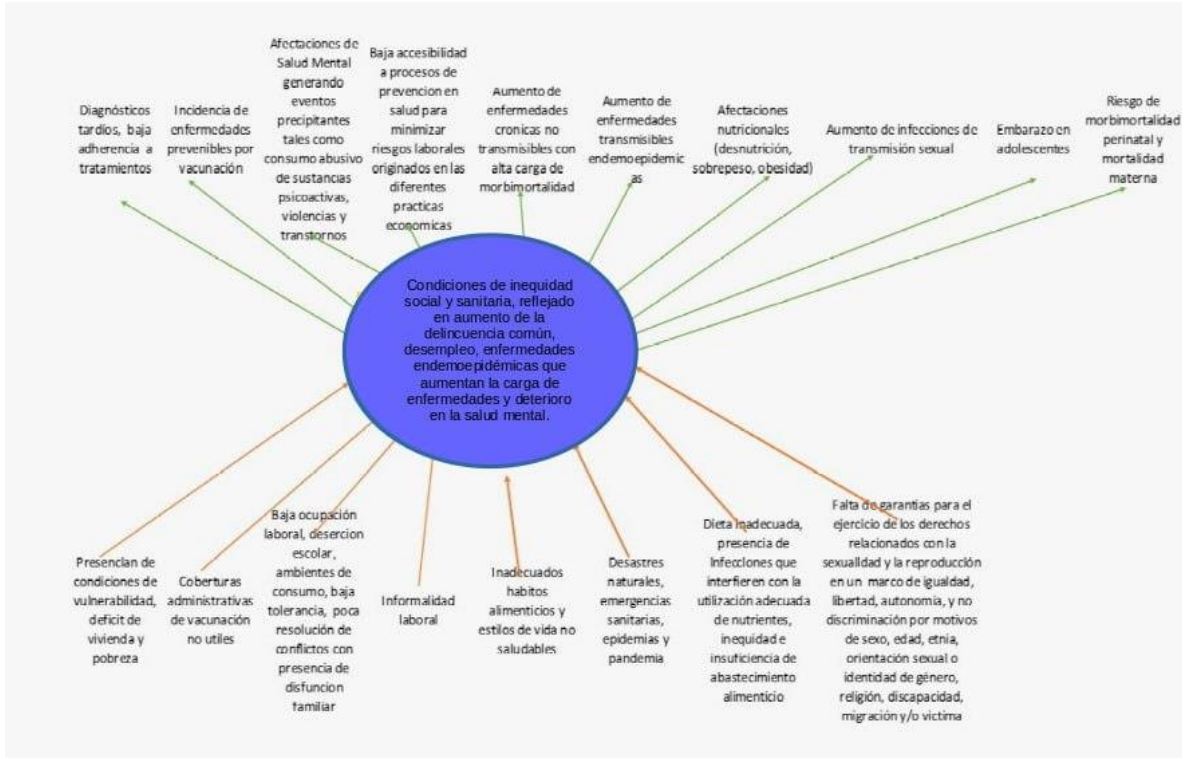 Diagnósticos
tardíos, baja
adherencia a
tratamientos
Incidencia de
enfermedades
prevenibles por
vacunación
Afectaciones de
Salud Mental
generando
eventos
precipitantes
tales como
consumo abusivo
de sustancias
psicoactivas,
violencias y
transtornos
Baja accesibilidad
a procesos de
prevencion en
salud para
minimizar
riesgos laborales
originados en las
diferentes
practicas
economicas
Aumento de
enfermedades
cronicas no
transmisibles con
alta carga de
morbimortalidad
Aumento de
enfermedades
transmisibles
endemoepidemic
as
Afectaciones
nutricionales
(desnutrición,
sobrepeso, obesidad)
Aumento de infecciones de
transmisión sexual
Embarazo en
adolescentes
Riesgo de
morbimortalidad
perinatal y
mortalidad
materna
Condiciones de inequidad
social y sanitaria, reflejado
en aumento de la
delincuencia común,
desempleo, enfermedades
endemoepidémicas que
aumentan la carga de
enfermedades y deterioro
en la salud mental.
Presencian de
condiciones de
vulnerabilidad,
deficit de
vivienda y
pobreza
Coberturas
administrativas
de vacunación
no utiles
Baja ocupación
laboral, desercion
escolar,
ambientes de
consumo, baja
tolerancia, poca
resolución de
conflictos con
presencia de
disfuncion
familiar
Informalidad
laboral
Inadecuados
habitos
alimenticios y
estilos de vida no
saludables
Desastres
naturales,
emergencias
sanitarias,
epidemias y
pandemia
Dieta inadecuada,
presencia de
infecciones que
interfieren con la
utilización adecuada
de nutrientes,
inequidad e
insuficiencia de
abastecimiento
alimenticio
Falta de garantías para el
ejercicio de los derechos
relacionados con la
sexualidad y la reproducción
en un marco de igualdad,
libertad, autonomía, y no
discriminación por motivos
de sexo, edad, etnia,
orientación sexual o
identidad de género,
religión, discapacidad,
migración y/o victima